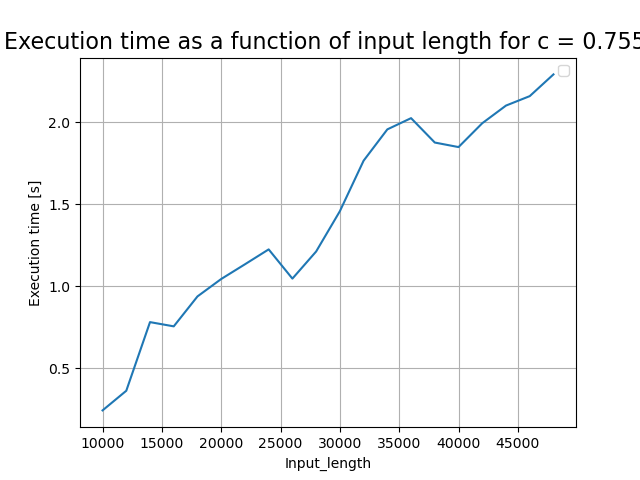 Execution time as a function of input length for c = 0.755
2.0
1.5
1.0
0.5
Execution time [s]
10000 15000 20000 25000 30000 35000 40000 45000
Input_length